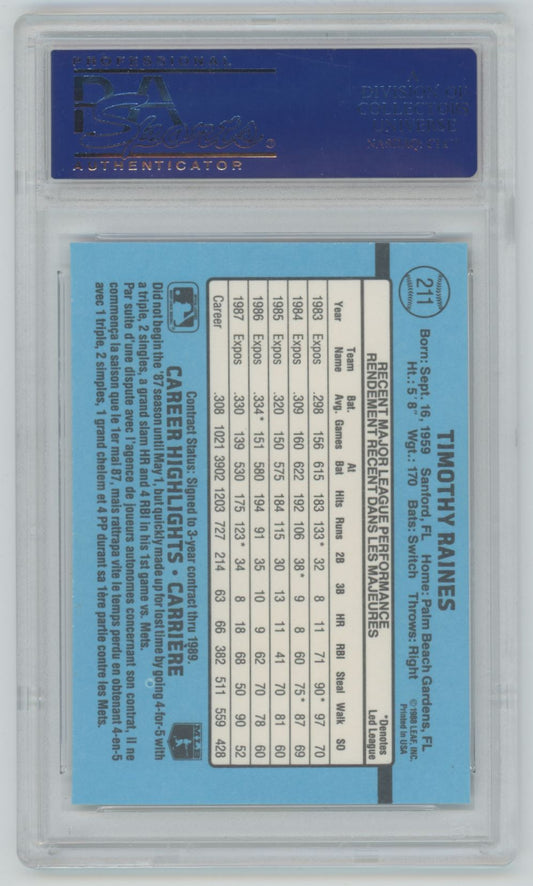 PROFESSIONAL
PSA
Sports
AUTHENTICATOR
A
DIVISION OF
COLLECTORS
UNIVERSE
211
TIMOTHY RAINES
Born: Sept. 16, 1959 Sanford, FL Home: Palm Beach Gardens, FL
Ht.: 5' 8" Wgt.: 170 Bats: Switch Throws: Right
©1988 LEAF, INC.
Printed in USA
RECENT MAJOR LEAGUE PERFORMANCE
RENDEMENT RECENT DANS LES MAJEURES
*Denotes
Led League
Year Team Name Bat. Avg. Games At Bat Hits Runs 2B 3B HR RBI Steal Walk SO
1983 Expos .298 156 615 183 133* 32 8 11 71 90* 97 70
1984 Expos .309 160 622 192 106 38* 9 8 60 75* 87 69
1985 Expos .320 150 575 184 115 30 13 11 41 70 81 60
1986 Expos .334* 151 580 194 91 35 10 9 62 70 78 60
1987 Expos .330 139 530 175 123* 34 8 18 68 50 90 52
Career .308 1021 3902 1203 727 214 63 66 382 511 559 428
Contract Status: Signed to 3-year contract thru 1989.
CAREER HIGHLIGHTS • CARRIÈRE
MLB
Did not begin the '87 season until May 1, but quickly made up for lost time by going 4-for-5 with
a triple, 2 singles, a grand slam HR and 4 RBI in his 1st game vs. Mets.
Par suite d'une dispute avec l'agence de joueurs autonomes concernant son contrat, il ne
commença la saison que le 1er mai 87, mais rattrapa vite le temps perdu en obtenant 4-en-5
avec 1 triple, 2 simples, 1 grand chelem et 4 PP durant sa 1ère partie contre les Mets.